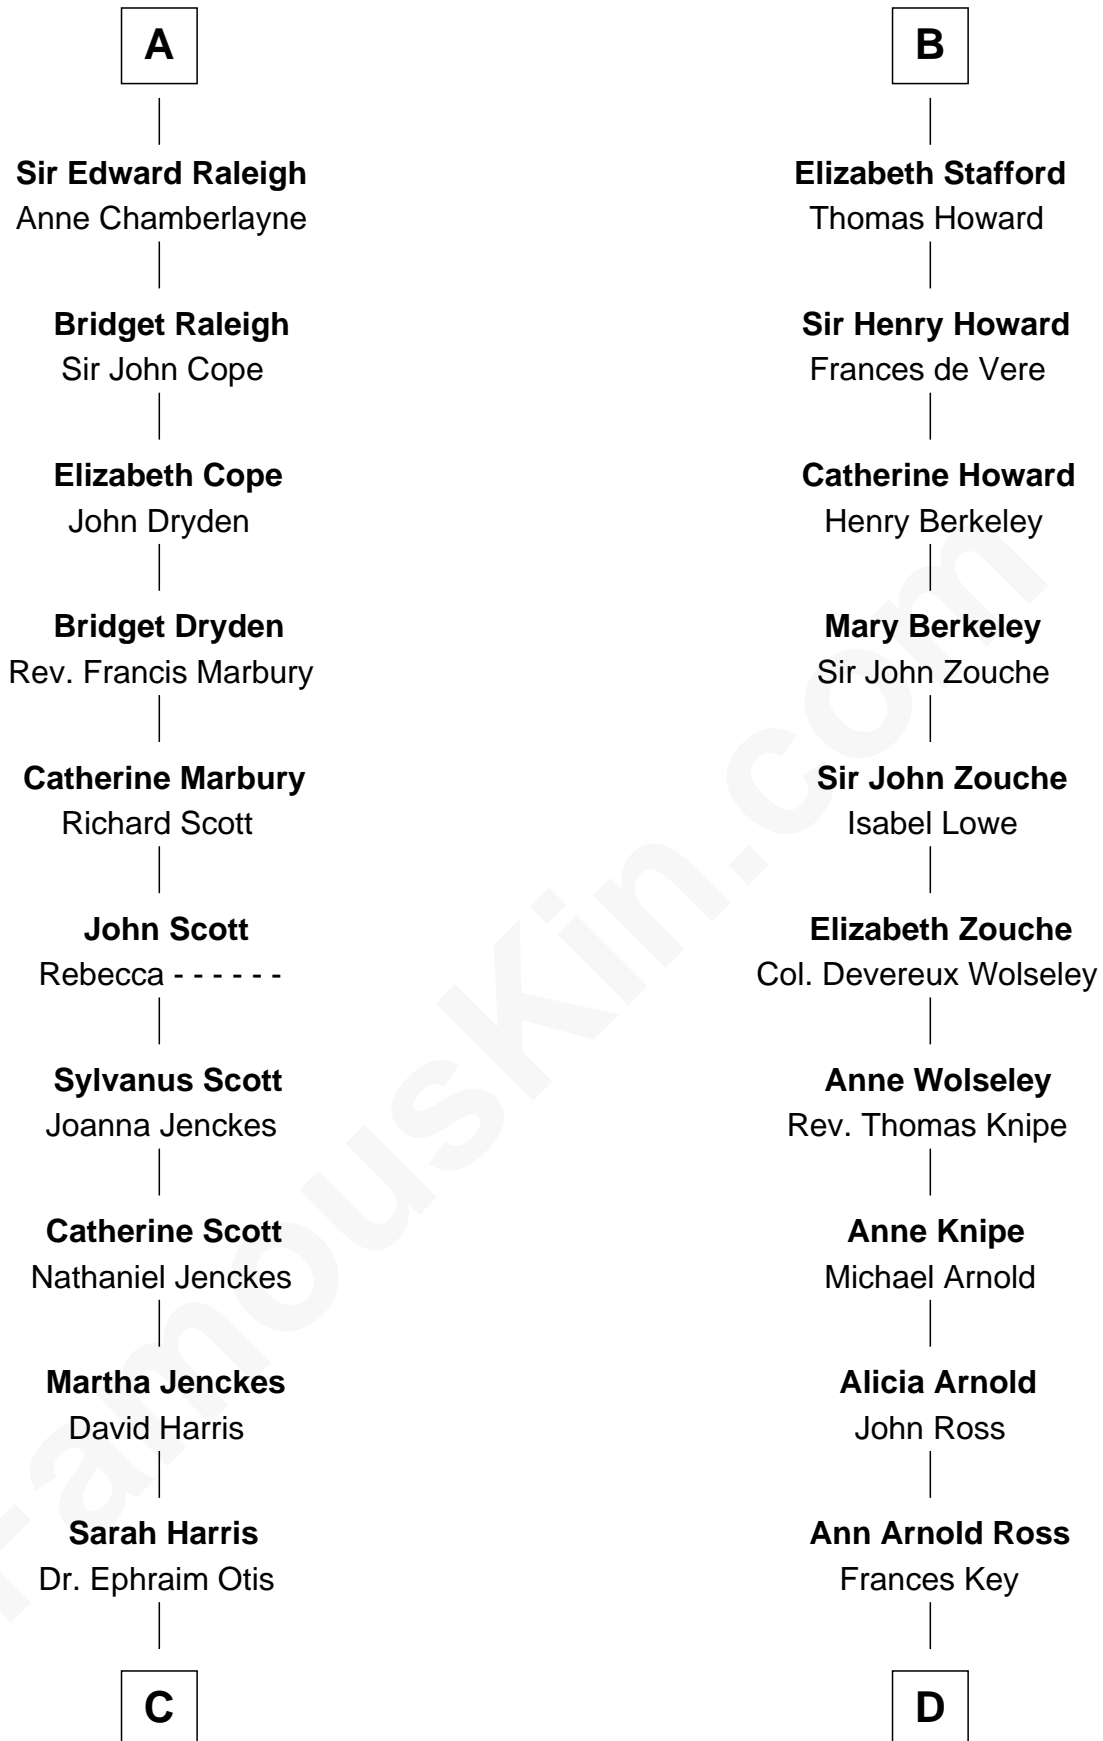 A
Sir Edward Raleigh
Anne Chamberlayne
Bridget Raleigh
Sir John Cope
Elizabeth Cope
John Dryden
Bridget Dryden
Rev. Francis Marbury
Catherine Marbury
Richard Scott
John Scott
Rebecca - - - - - -
Sylvanus Scott
Joanna Jenckes
Catherine Scott
Nathaniel Jenckes
Martha Jenckes
David Harris
Sarah Harris
Dr. Ephraim Otis
C
B
Elizabeth Stafford
Thomas Howard
Sir Henry Howard
Frances de Vere
Catherine Howard
Henry Berkeley
Mary Berkeley
Sir John Zouche
Sir John Zouche
Isabel Lowe
Elizabeth Zouche
Col. Devereux Wolseley
Anne Wolseley
Rev. Thomas Knipe
Anne Knipe
Michael Arnold
Alicia Arnold
John Ross
Ann Arnold Ross
Frances Key
D
FamousKin.com